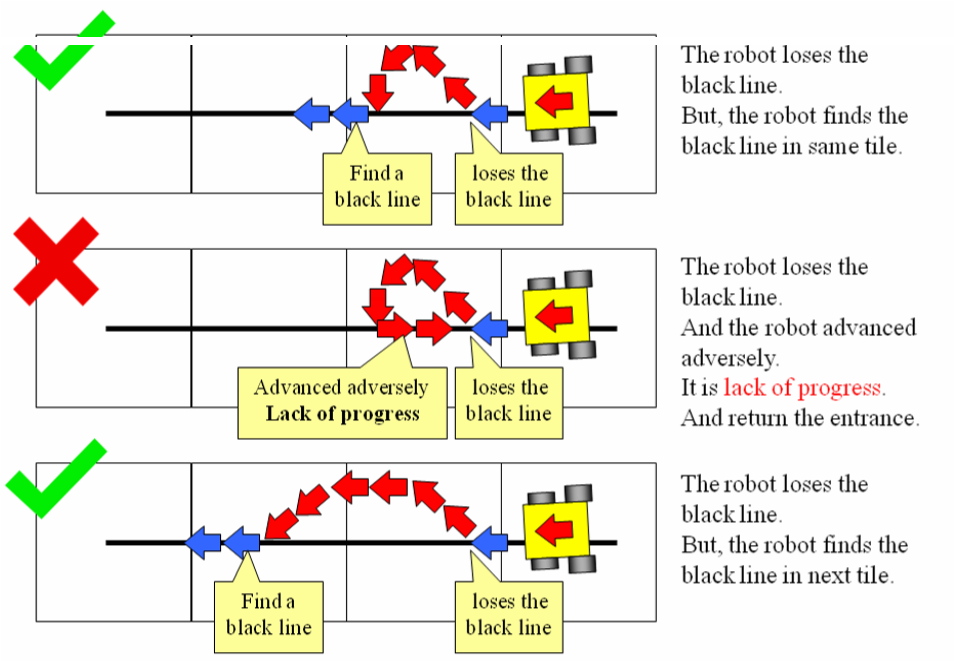 The robot loses the
black line.
But, the robot finds the
black line in same tile.
Find a
black line
loses the
black line
The robot loses the
black line.
And the robot advanced
adversely.
It is lack of progress.
And return the entrance.
Advanced adversely
Lack of progress
loses the
black line
The robot loses the
black line.
But, the robot finds the
black line in next tile.
Find a
black line
loses the
black line